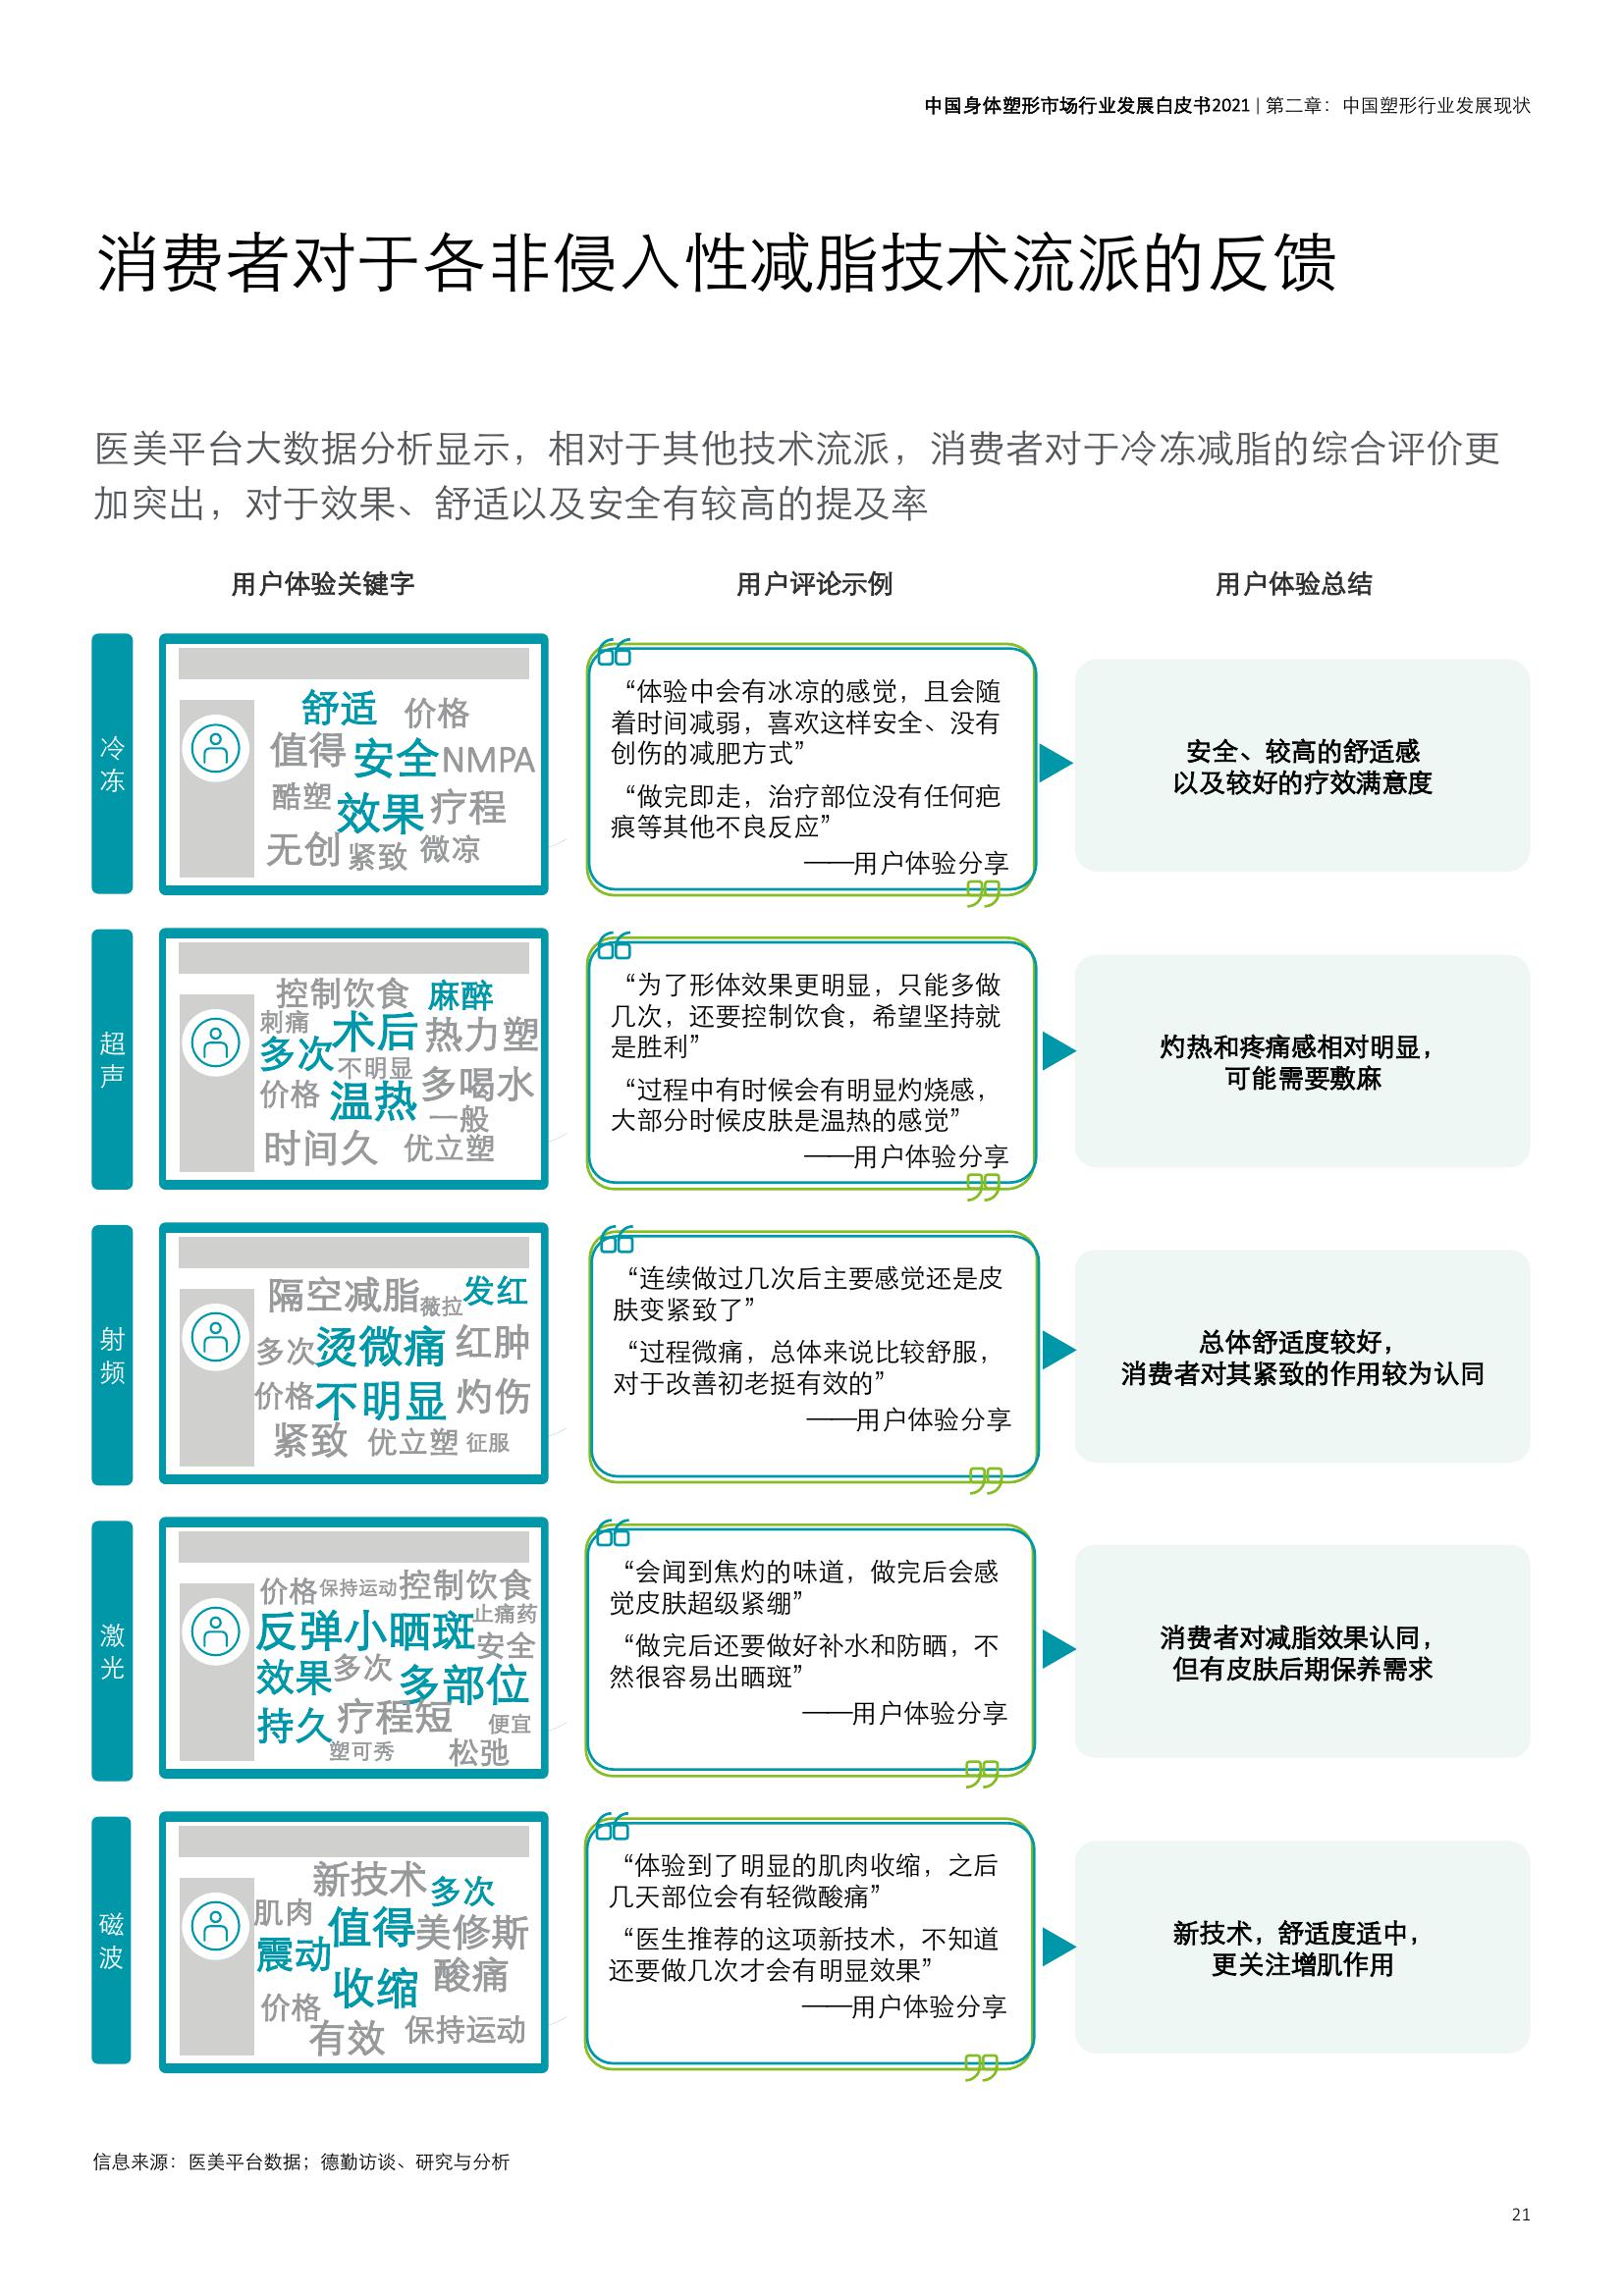 中国身体塑形市场行业发展白皮书2021 | 第二章：中国塑形行业发展现状
消费者对于各非侵入性减脂技术流派的反馈
医美平台大数据分析显示，相对于其他技术流派，消费者对于冷冻减脂的综合评价更
加突出，对于效果、舒适以及安全有较高的提及率
用户体验关键字
用户评论示例
用户体验总结
冷冻
舒适 价格
值得 安全 NMPA
酷塑 效果 疗程
无创 紧致 微凉
“体验中会有冰凉的感觉，且会随
着时间减弱，喜欢这样安全、没有
创伤的减肥方式”
“做完即走，治疗部位没有任何疤
痕等其他不良反应”
——用户体验分享
安全、较高的舒适感
以及较好的疗效满意度
超声
控制饮食 麻醉
刺痛 术后 热力塑
多次 不明显 多喝水
价格 温热 一般
时间久 优立塑
“为了形体效果更明显，只能多做
几次，还要控制饮食，希望坚持就
是胜利”
“过程中有时候会有明显灼烧感，
大部分时候皮肤是温热的感觉”
——用户体验分享
灼热和疼痛感相对明显，
可能需要敷麻
射频
隔空减脂 薇拉 发红
多次 烫微痛 红肿
价格 不明显 灼伤
紧致 优立塑 征服
“连续做过几次后主要感觉还是皮
肤变紧致了”
“过程微痛，总体来说比较舒服，
对于改善初老挺有效的”
——用户体验分享
总体舒适度较好，
消费者对其紧致的作用较为认同
激光
价格 保持运动 控制饮食
反弹小晒斑 止痛药
安全
效果 多次 多部位
持久 疗程短 便宜
塑可秀 松弛
“会闻到焦灼的味道，做完后会感
觉皮肤超级紧绷”
“做完后还要做好补水和防晒，不
然很容易出晒斑”
——用户体验分享
消费者对减脂效果认同，
但有皮肤后期保养需求
磁波
新技术 多次
肌肉 值得 美修斯
震动 收缩 酸痛
价格 有效 保持运动
“体验到了明显的肌肉收缩，之后
几天部位会有轻微酸痛”
“医生推荐的这项新技术，不知道
还要做几次才会有明显效果”
——用户体验分享
新技术，舒适度适中，
更关注增肌作用
信息来源：医美平台数据；德勤访谈、研究与分析
21